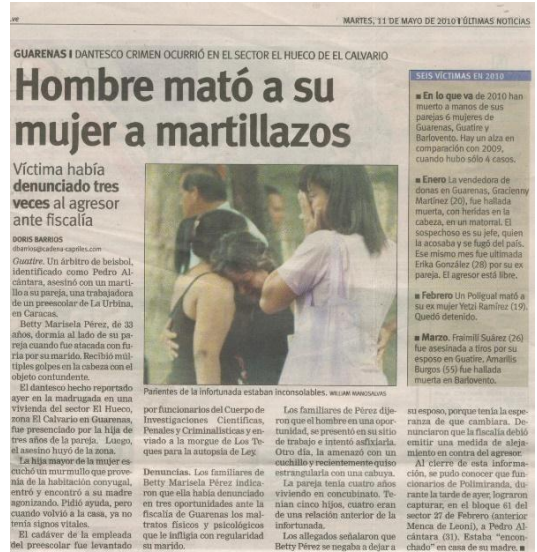 MARTES, 11 DE MAYO DE 2010 I ÚLTIMAS NOTICIAS
GUARENAS I DANTESCO CRIMEN OCURRIÓ EN EL SECTOR EL HUECO DE EL CALVARIO
Hombre mató a su
mujer a martillazos
Víctima había
denunciado tres
veces al agresor
ante fiscalía
DORIS BARRIOS
dbarrios@cadena-capriles.com
Guatire. Un árbitro de beisbol,
identificado como Pedro Al-
cántara, asesinó con un marti-
llo a su pareja, una trabajadora
de un preescolar de La Urbina,
en Caracas.
Betty Marisela Pérez, de 33
años, dormía al lado de su pa-
reja cuando fue atacada con fu-
ria por su marido. Recibió múl-
tiples golpes en la cabeza con el
objeto contundente.
El dantesco hecho reportado
ayer en la madrugada en una
vivienda del sector El Hueco,
zona El Calvario en Guarenas,
fue presenciado por la hija de
tres años de la pareja. Luego,
el asesino huyó de la zona.
La hija mayor de la mujer es-
cuchó un murmullo que prove-
nía de la habitación conyugal,
entró y encontró a su madre
agonizando. Pidió ayuda, pero
cuando volvió a la casa, ya no
tenía signos vitales.
El cadáver de la empleada
del preescolar fue levantado
Parientes de la infortunada estaban inconsolables. WILLIAM MANOSALVAS
por funcionarios del Cuerpo de
Investigaciones Científicas,
Penales y Criminalísticas y en-
viado a la morgue de Los Te-
ques para la autopsia de Ley.
Denuncias. Los familiares de
Betty Marisela Pérez indica-
ron que ella había denunciado
en tres oportunidades ante la
fiscalía de Guarenas los mal-
tratos físicos y psicológicos
que le infligía con regularidad
su marido.
Los familiares de Pérez dije-
ron que el hombre en una opor-
tunidad, se presentó en su sitio
de trabajo e intentó asfixiarla.
Otro día, la amenazó con un
cuchillo y recientemente quiso
estrangularla con una cabuya.
La pareja tenía cuatro años
viviendo en concubinato. Te-
nían cinco hijos, cuatro eran
de una relación anterior de la
infortunada.
Los allegados señalaron que
Betty Pérez se negaba a dejar a
su esposo, porque tenía la espe-
ranza de que cambiara. De-
nunciaron que la fiscalía debió
emitir una medida de aleja-
miento en contra del agresor.
Al cierre de esta informa-
ción, se pudo conocer que fun-
cionarios de Polimiranda, du-
rante la tarde de ayer, lograron
capturar, en el bloque 61 del
sector 27 de Febrero (anterior
Menca de Leoni), a Pedro Al-
cántara (31). Estaba "encon-
chado" en casa de su madre. ■
SEIS VÍCTIMAS EN 2010
■ En lo que va de 2010 han
muerto a manos de sus
parejas 6 mujeres de
Guarenas, Guatire y
Barlovento. Hay un alza en
comparación con 2009,
cuando hubo sólo 4 casos.
■ Enero La vendedora de
donas en Guarenas, Gracienny
Martínez (20), fue hallada
muerta, con heridas en la
cabeza, en un matorral. El
sospechoso es su jefe, quien
la acosaba y se fugó del país.
Ese mismo mes fue ultimada
Erika González (28) por su ex
pareja. El agresor está libre.
■ Febrero Un Poligual mató a
su ex mujer Yetzi Ramírez (19).
Quedó detenido.
■ Marzo. Fraimili Suárez (26)
fue asesinada a tiros por su
esposo en Guatire. Amarilis
Burgos (55) fue hallada
muerta en Barlovento.